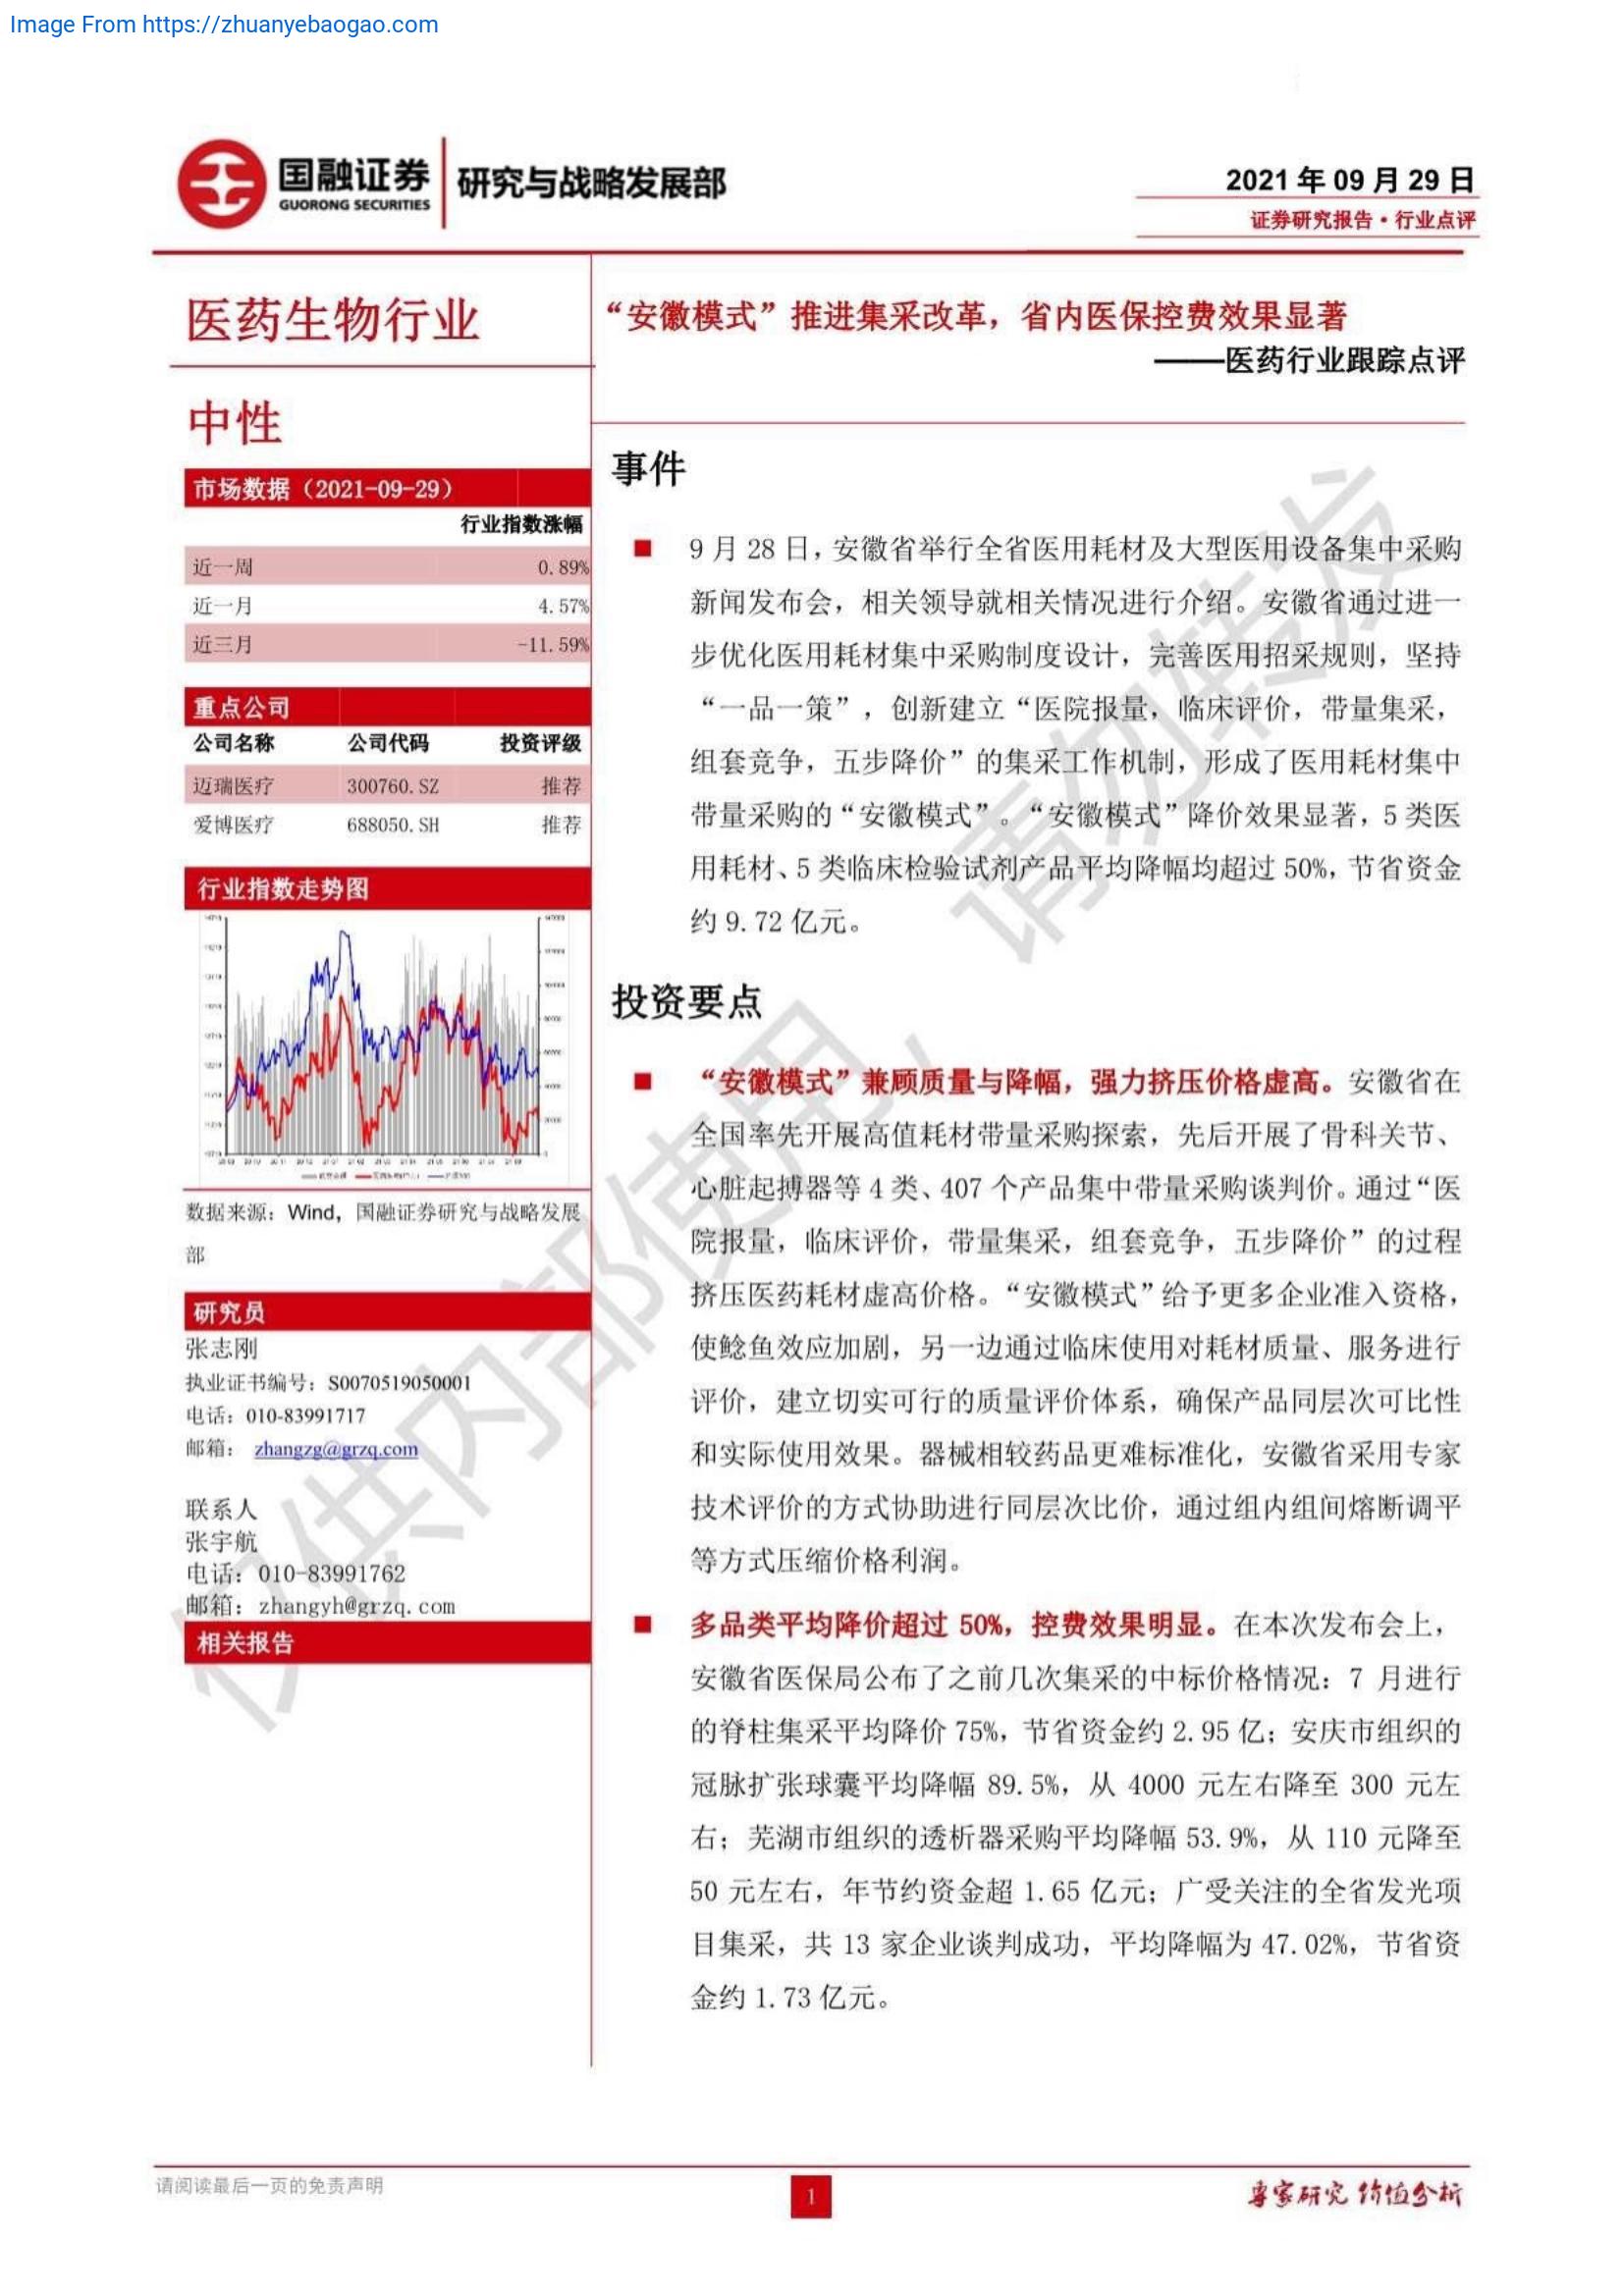 Image From https://zhuanyebaogao.com
国融证券
GUORONG SECURITIES
研究与战略发展部
2021 年 09 月 29 日
证券研究报告·行业点评
医药生物行业
中性
市场数据（2021-09-29）
行业指数涨幅
近一周 0.89%
近一月 4.57%
近三月 -11.59%
重点公司
公司名称 公司代码 投资评级
迈瑞医疗 300760.SZ 推荐
爱博医疗 688050.SH 推荐
行业指数走势图
数据来源：Wind，国融证券研究与战略发展
部
研究员
张志刚
执业证书编号：S0070519050001
电话：010-83991717
邮箱： zhangzg@grzq.com
联系人
张宇航
电话：010-83991762
邮箱：zhangyh@grzq.com
相关报告
“安徽模式”推进集采改革，省内医保控费效果显著
——医药行业跟踪点评
事件
■ 9 月 28 日，安徽省举行全省医用耗材及大型医用设备集中采购
新闻发布会，相关领导就相关情况进行介绍。安徽省通过进一
步优化医用耗材集中采购制度设计，完善医用招采规则，坚持
“一品一策”，创新建立“医院报量，临床评价，带量集采，
组套竞争，五步降价”的集采工作机制，形成了医用耗材集中
带量采购的“安徽模式”。“安徽模式”降价效果显著，5 类医
用耗材、5 类临床检验试剂产品平均降幅均超过 50%，节省资金
约 9.72 亿元。
投资要点
■ “安徽模式”兼顾质量与降幅，强力挤压价格虚高。安徽省在
全国率先开展高值耗材带量采购探索，先后开展了骨科关节、
心脏起搏器等 4 类、407 个产品集中带量采购谈判价。通过“医
院报量，临床评价，带量集采，组套竞争，五步降价”的过程
挤压医药耗材虚高价格。“安徽模式”给予更多企业准入资格，
使鲶鱼效应加剧，另一边通过临床使用对耗材质量、服务进行
评价，建立切实可行的质量评价体系，确保产品同层次可比性
和实际使用效果。器械相较药品更难标准化，安徽省采用专家
技术评价的方式协助进行同层次比价，通过组内组间熔断调平
等方式压缩价格利润。
■ 多品类平均降价超过 50%，控费效果明显。在本次发布会上，
安徽省医保局公布了之前几次集采的中标价格情况：7 月进行
的脊柱集采平均降价 75%，节省资金约 2.95 亿；安庆市组织的
冠脉扩张球囊平均降幅 89.5%，从 4000 元左右降至 300 元左
右；芜湖市组织的透析器采购平均降幅 53.9%，从 110 元降至
50 元左右，年节约资金超 1.65 亿元；广受关注的全省发光项
目集采，共 13 家企业谈判成功，平均降幅为 47.02%，节省资
金约 1.73 亿元。
仅供内部使用，请勿转发
请阅读最后一页的免责声明
1
专家研究 价值分析